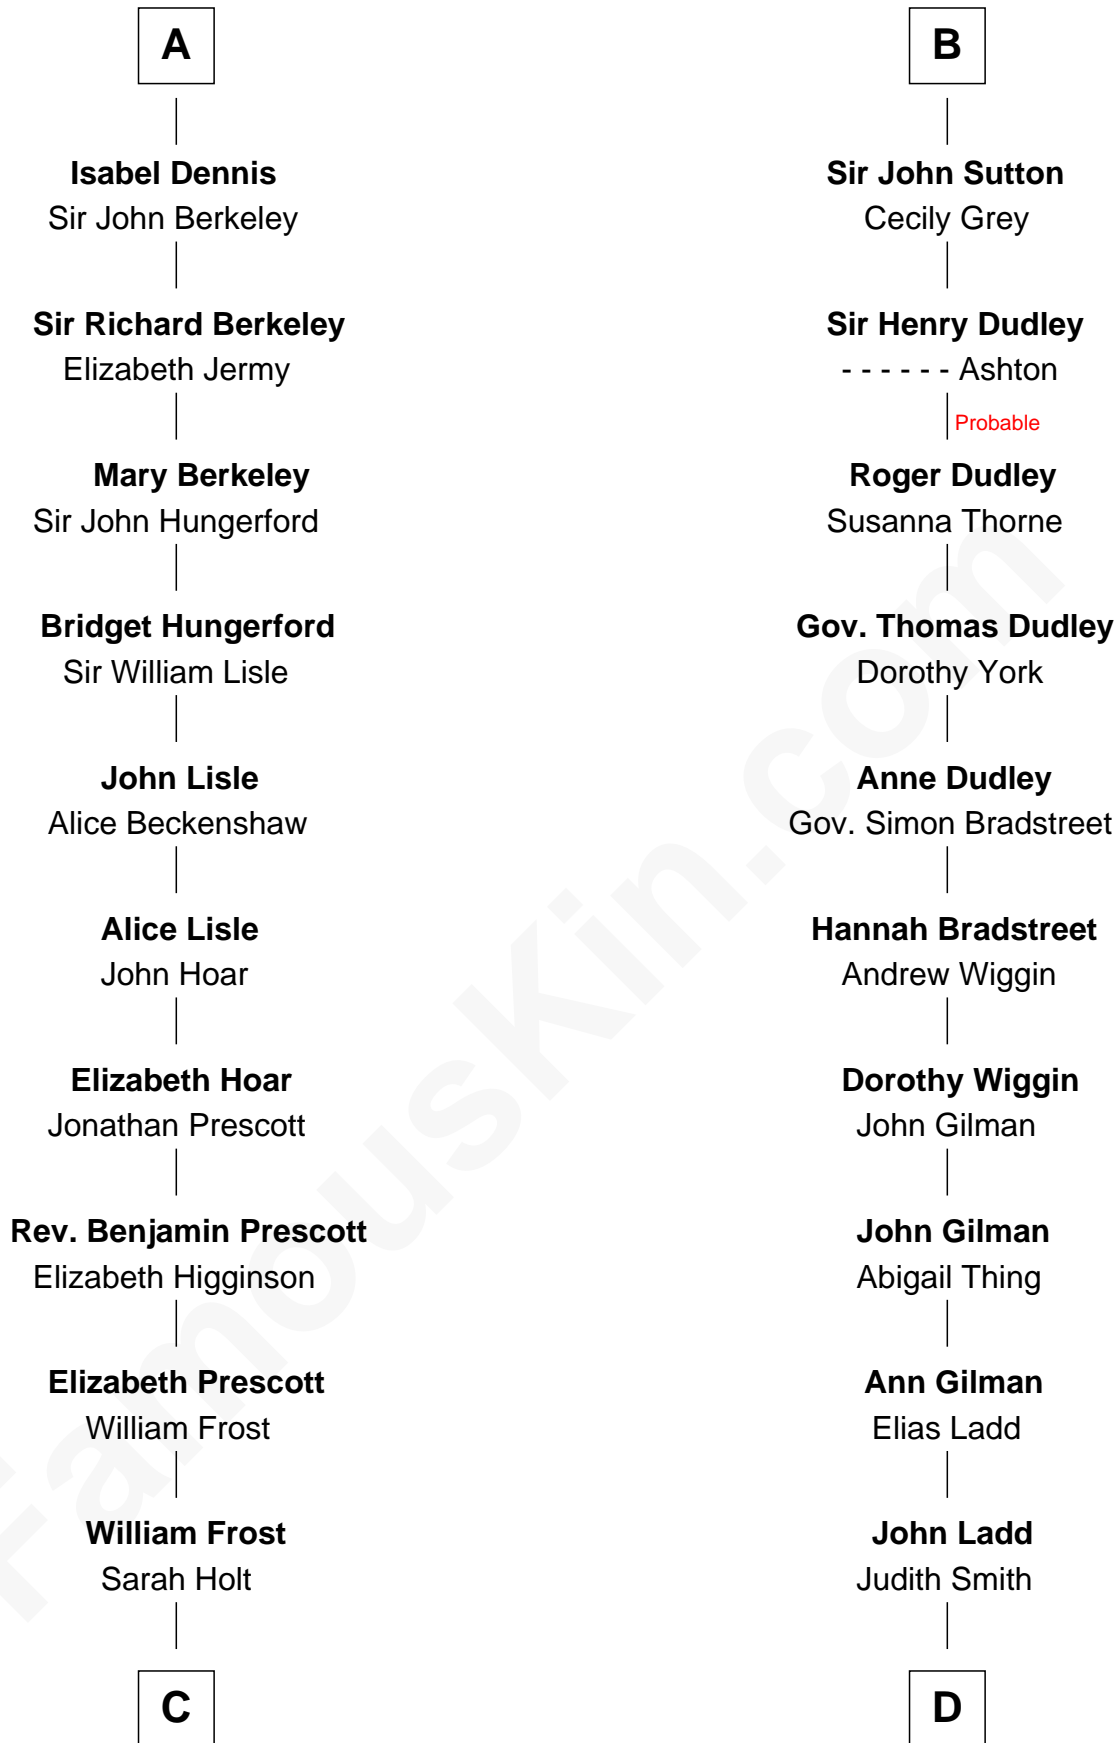 A
Isabel Dennis
Sir John Berkeley
Sir Richard Berkeley
Elizabeth Jermy
Mary Berkeley
Sir John Hungerford
Bridget Hungerford
Sir William Lisle
John Lisle
Alice Beckenshaw
Alice Lisle
John Hoar
Elizabeth Hoar
Jonathan Prescott
Rev. Benjamin Prescott
Elizabeth Higginson
Elizabeth Prescott
William Frost
William Frost
Sarah Holt
C
B
Sir John Sutton
Cecily Grey
Sir Henry Dudley
- - - - - - Ashton
Probable
Roger Dudley
Susanna Thorne
Gov. Thomas Dudley
Dorothy York
Anne Dudley
Gov. Simon Bradstreet
Hannah Bradstreet
Andrew Wiggin
Dorothy Wiggin
John Gilman
John Gilman
Abigail Thing
Ann Gilman
Elias Ladd
John Ladd
Judith Smith
D
FamousKin.com